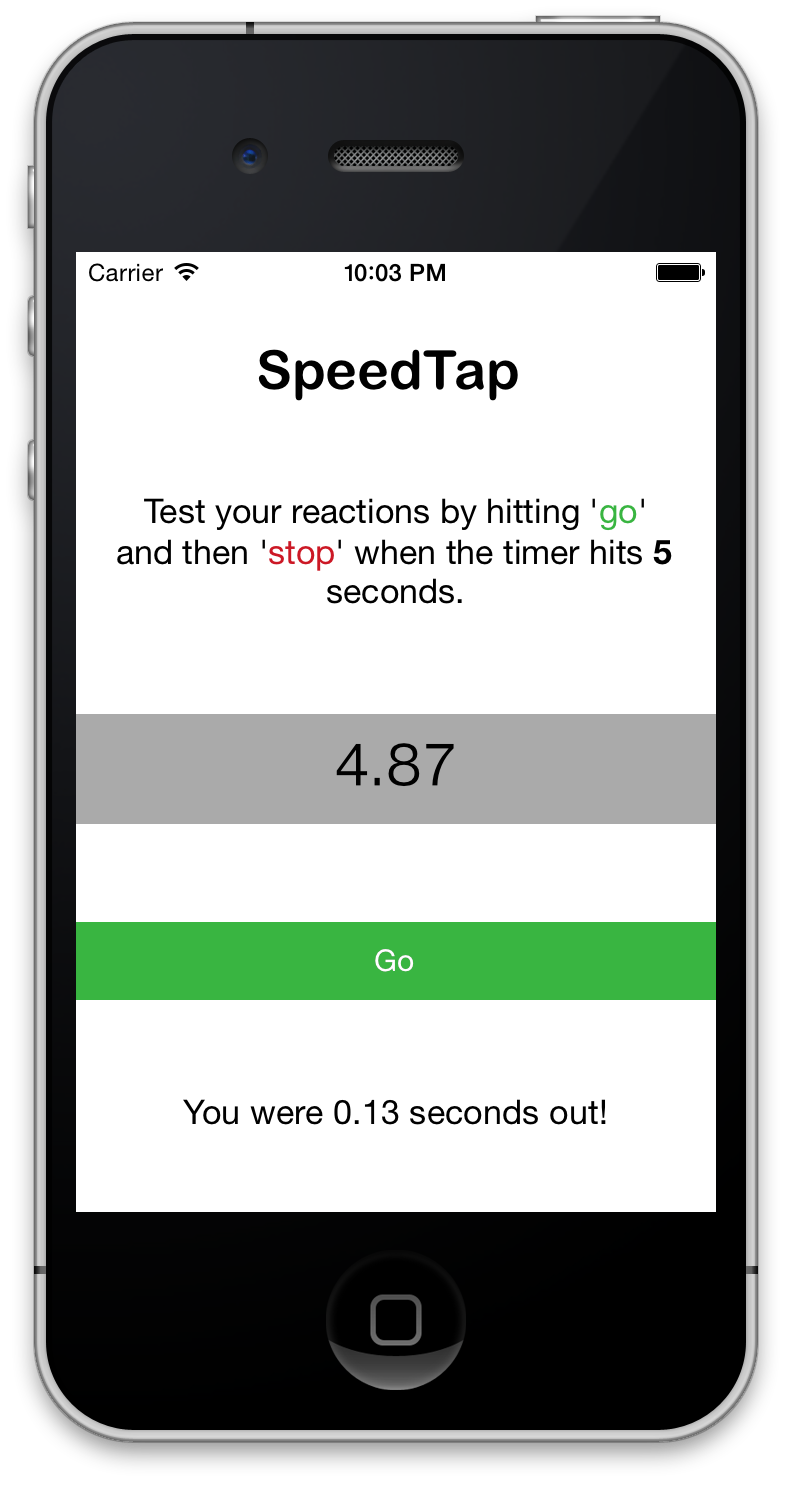 Carrier 10:03 PM
SpeedTap
Test your reactions by hitting 'go'
and then 'stop' when the timer hits 5
seconds.
4.87
Go
You were 0.13 seconds out!